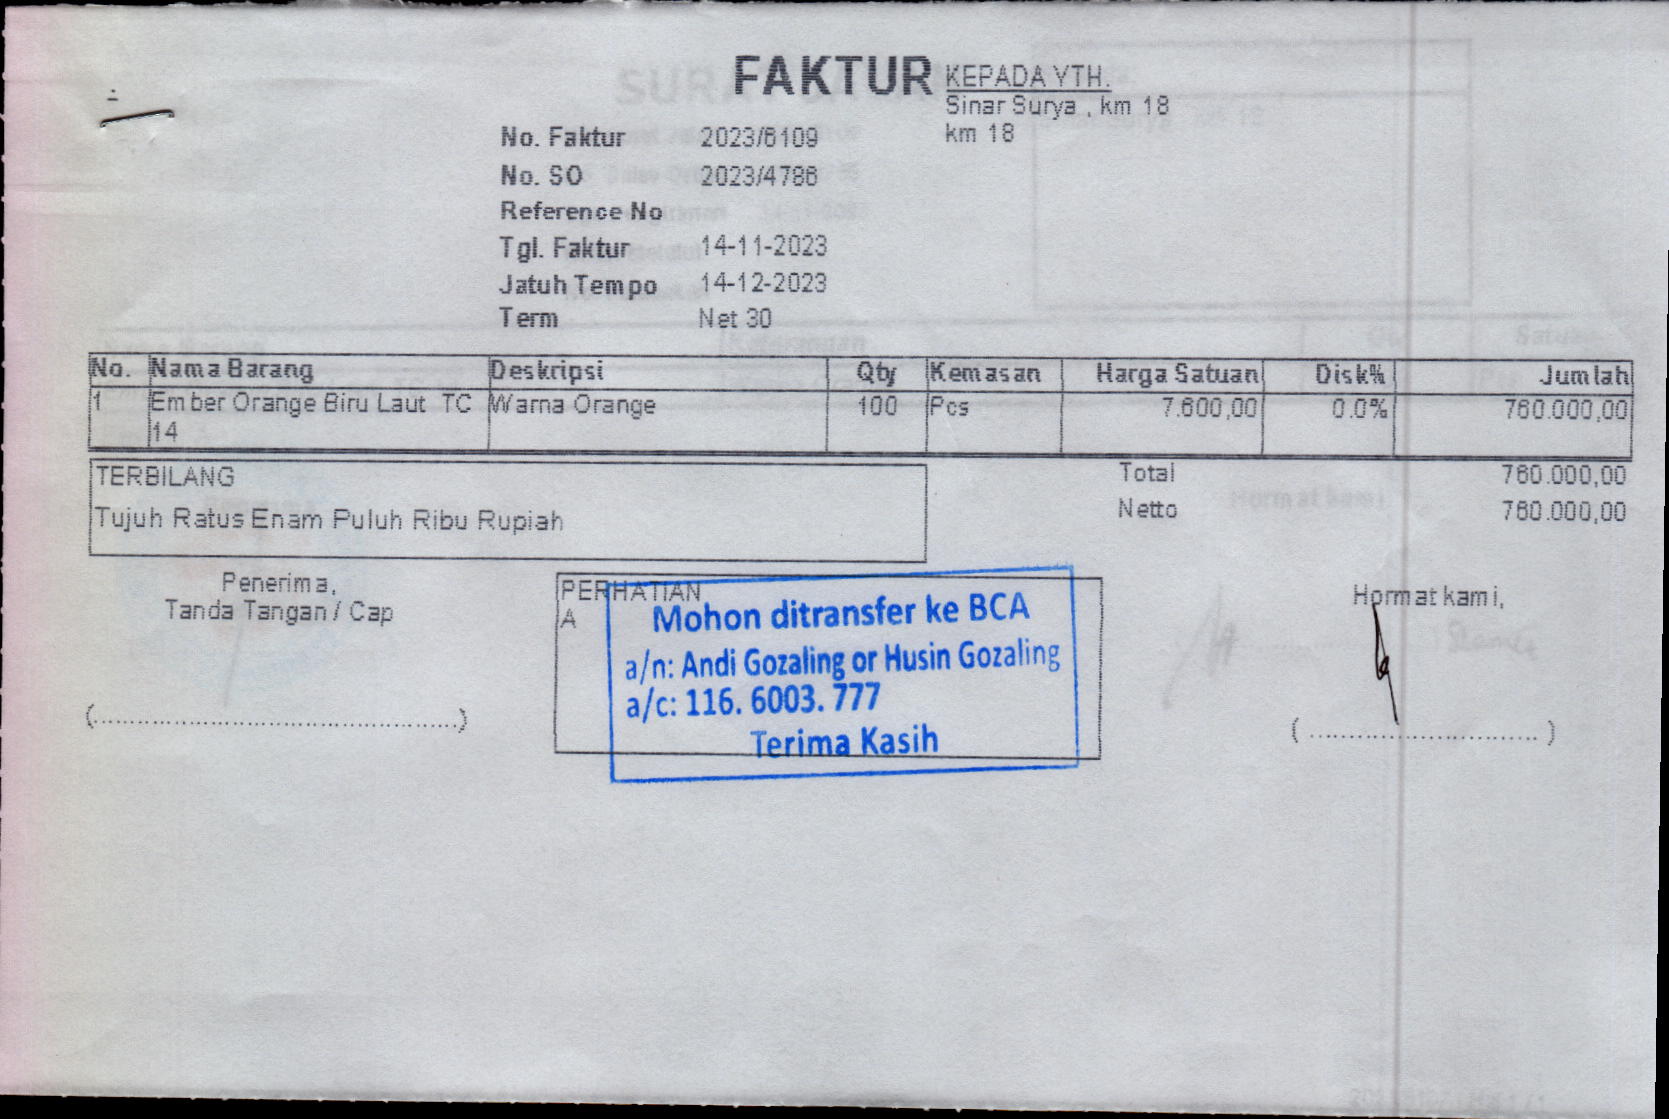 FAKTUR
KEPADA YTH.
Sinar Surya , km 18
km 18
No. Faktur 2023/6109
No. SO 2023/4786
Reference No
Tgl. Faktur 14-11-2023
Jatuh Tempo 14-12-2023
Term Net 30
No. Nama Barang Deskripsi Qty Kemasan Harga Satuan Disk% Jumlah
1 Ember Orange Biru Laut TC Warna Orange 100 Pcs 7.600,00 0.0% 760.000,00
14
TERBILANG
Tujuh Ratus Enam Puluh Ribu Rupiah
Total 760.000,00
Netto 760.000,00
Penerima,
Tanda Tangan / Cap
(..................................................)
PERHATIAN
A
Mohon ditransfer ke BCA
a/n: Andi Gozaling or Husin Gozaling
a/c: 116. 6003. 777
Terima Kasih
Hormat kami,
( ............................... )